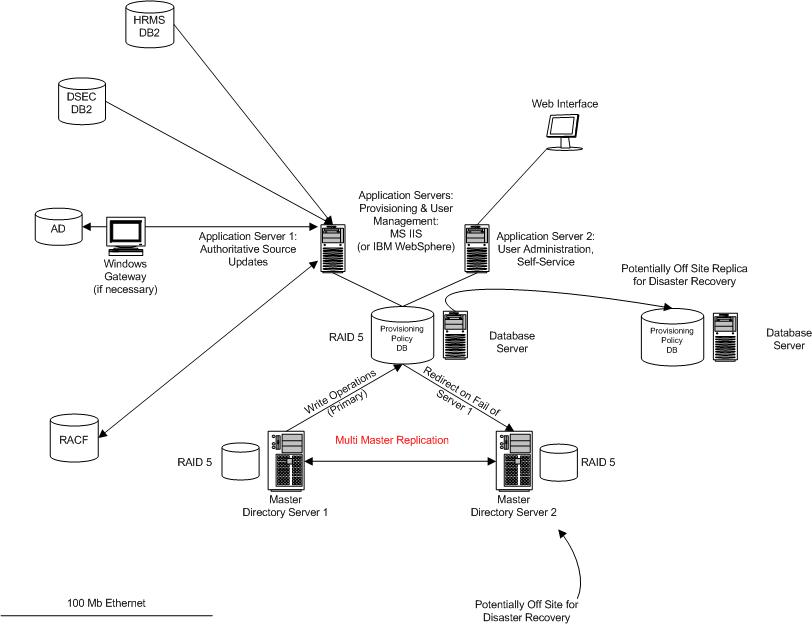 HRMS
DB2
DSEC
DB2
Web Interface
Application Servers:
Provisioning & User
Management:
MS IIS
(or IBM WebSphere)
AD
Windows
Gateway
(if necessary)
Application Server 1:
Authoritative Source
Updates
Application Server 2:
User Administration,
Self-Service
Potentially Off Site Replica
for Disaster Recovery
RAID 5
Provisioning
Policy
DB
Database
Server
Provisioning
Policy
DB
Database
Server
Write Operations
(Primary)
Redirect on Fail of
Server 1
RACF
Multi Master Replication
RAID 5
RAID 5
Master
Directory Server 1
Master
Directory Server 2
100 Mb Ethernet
Potentially Off Site for
Disaster Recovery